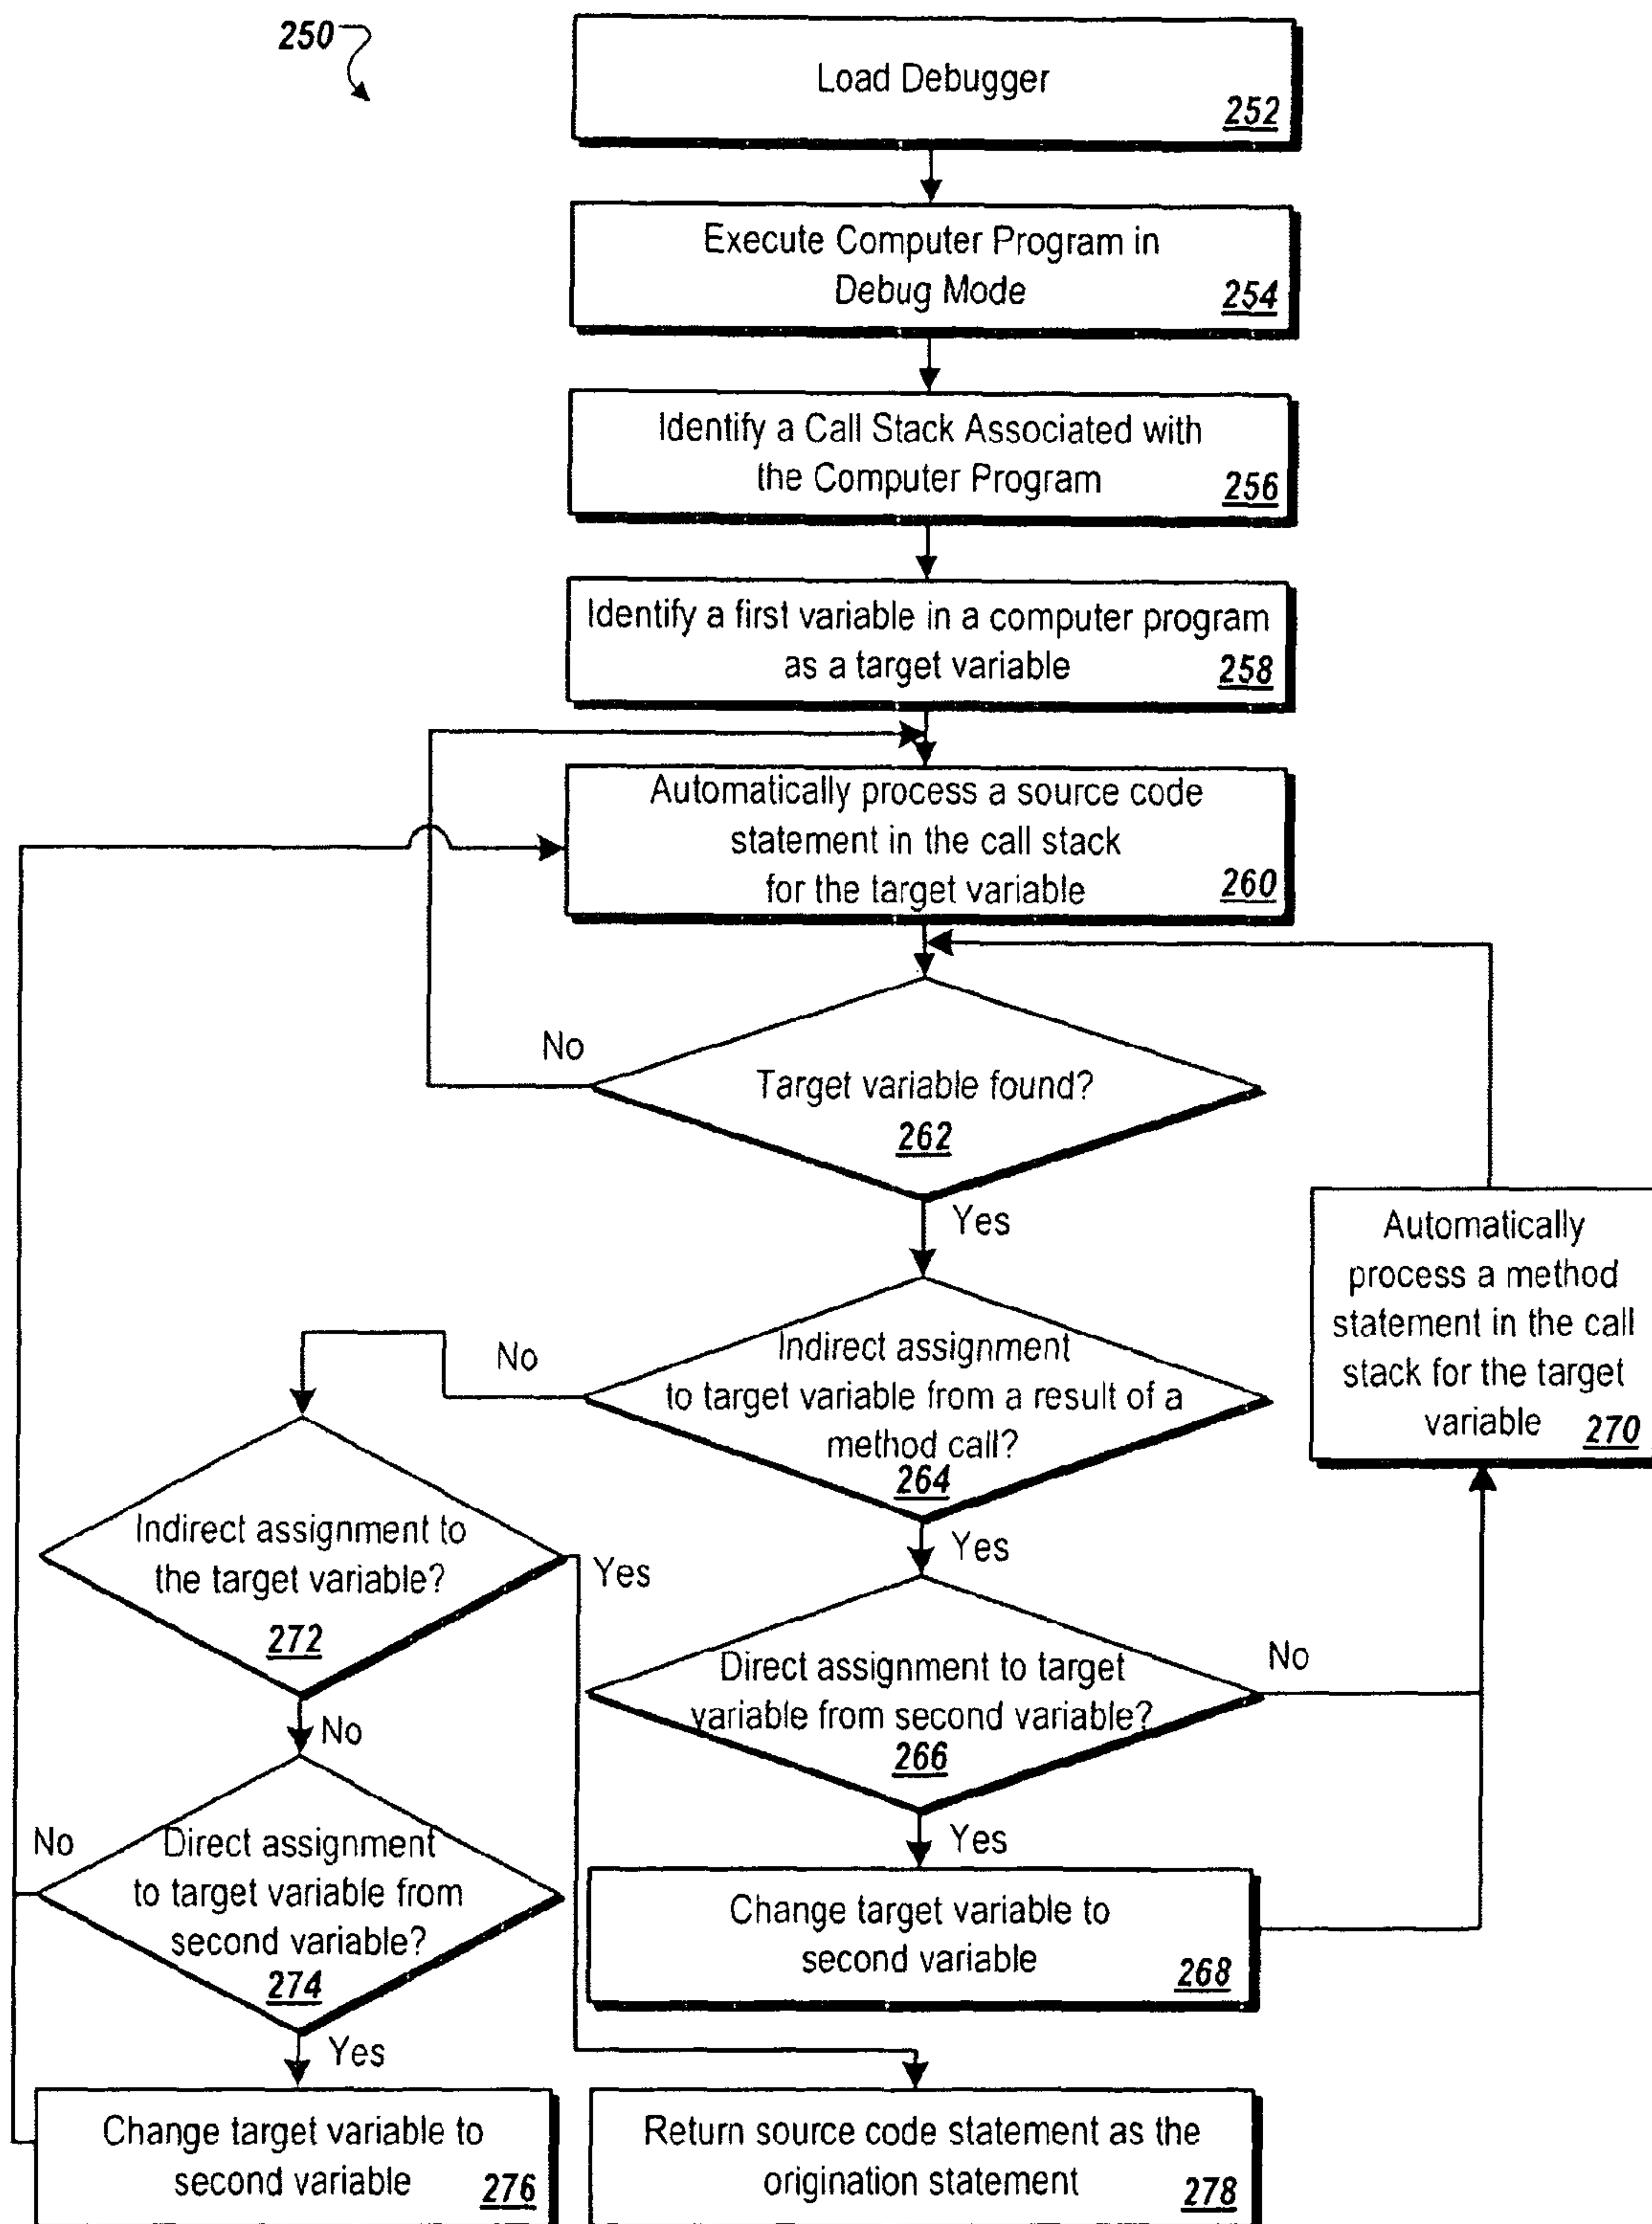 250
Load Debugger
252
Execute Computer Program in
Debug Mode
254
Identify a Call Stack Associated with
the Computer Program
256
Identify a first variable in a computer program
as a target variable
258
Automatically process a source code
statement in the call stack
for the target variable
260
No
Target variable found?
262
Yes
Automatically
process a method
statement in the call
stack for the target
variable
270
Indirect assignment
to target variable from a result of a
method call?
264
No
Yes
Indirect assignment to
the target variable?
272
Yes
No
Direct assignment to target
variable from second variable?
266
No
Yes
Direct assignment
to target variable from
second variable?
274
No
Yes
Change target variable to
second variable
268
Change target variable to
second variable
276
Return source code statement as the
origination statement
278